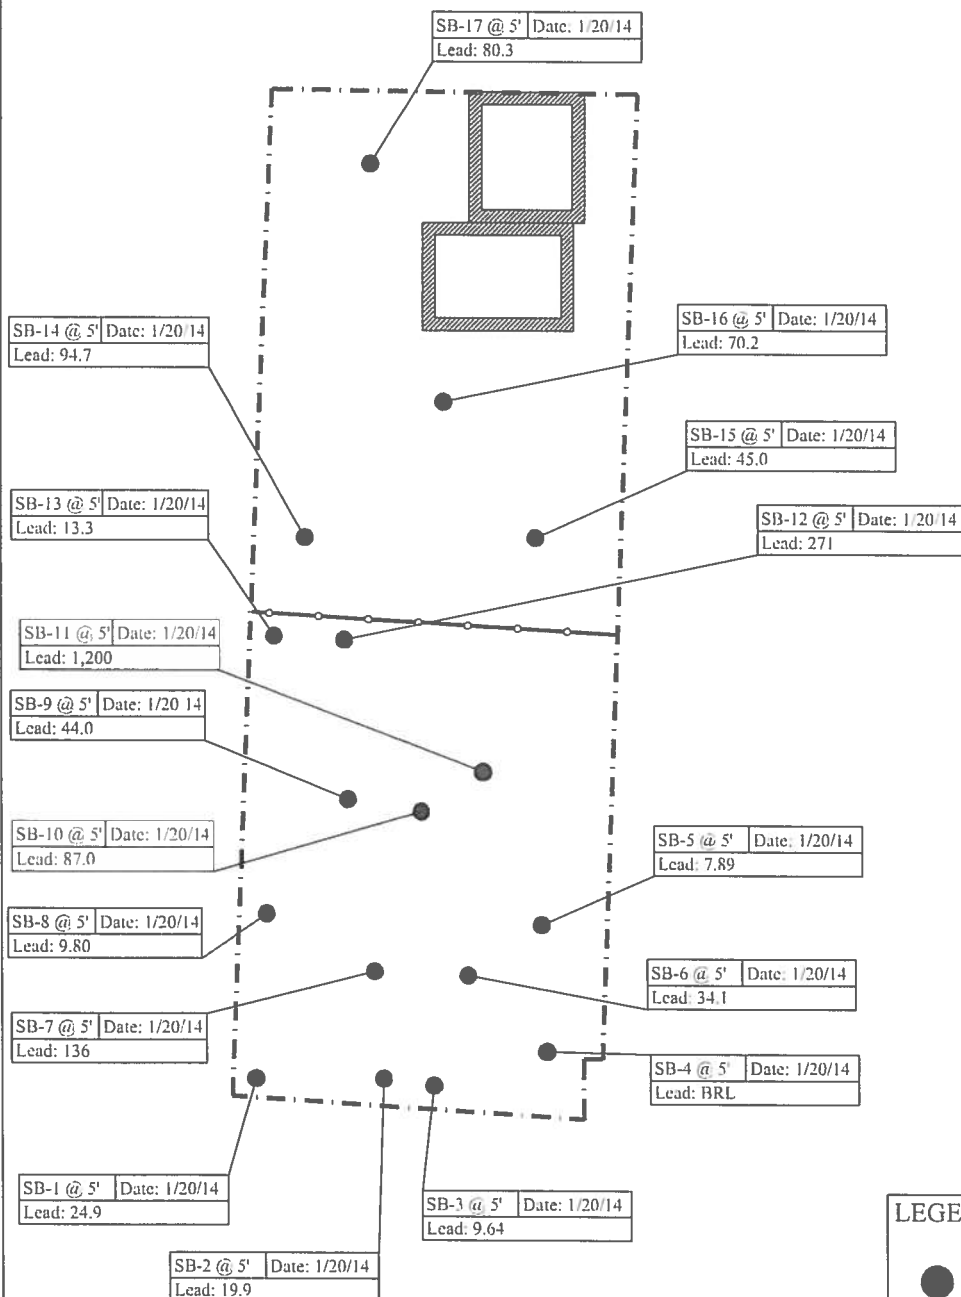 SB-17 @ 5' Date: 1/20/14
Lead: 80.3
SB-14 @ 5' Date: 1/20/14
Lead: 94.7
SB-16 @ 5' Date: 1/20/14
Lead: 70.2
SB-15 @ 5' Date: 1/20/14
Lead: 45.0
SB-13 @ 5' Date: 1/20/14
Lead: 13.3
SB-12 @ 5' Date: 1/20/14
Lead: 271
SB-11 @ 5' Date: 1/20/14
Lead: 1,200
SB-9 @ 5' Date: 1/20 14
Lead: 44.0
SB-10 @ 5' Date: 1/20/14
Lead: 87.0
SB-5 @ 5' Date: 1/20/14
Lead: 7.89
SB-8 @ 5' Date: 1/20/14
Lead: 9.80
SB-6 @ 5' Date: 1/20/14
Lead: 34.1
SB-7 @ 5' Date: 1/20/14
Lead: 136
SB-4 @ 5' Date: 1/20/14
Lead: BRL
SB-1 @ 5' Date: 1/20/14
Lead: 24.9
SB-3 @ 5' Date: 1/20/14
Lead: 9.64
LEGE
SB-2 @ 5' Date: 1/20/14
Lead: 19.9